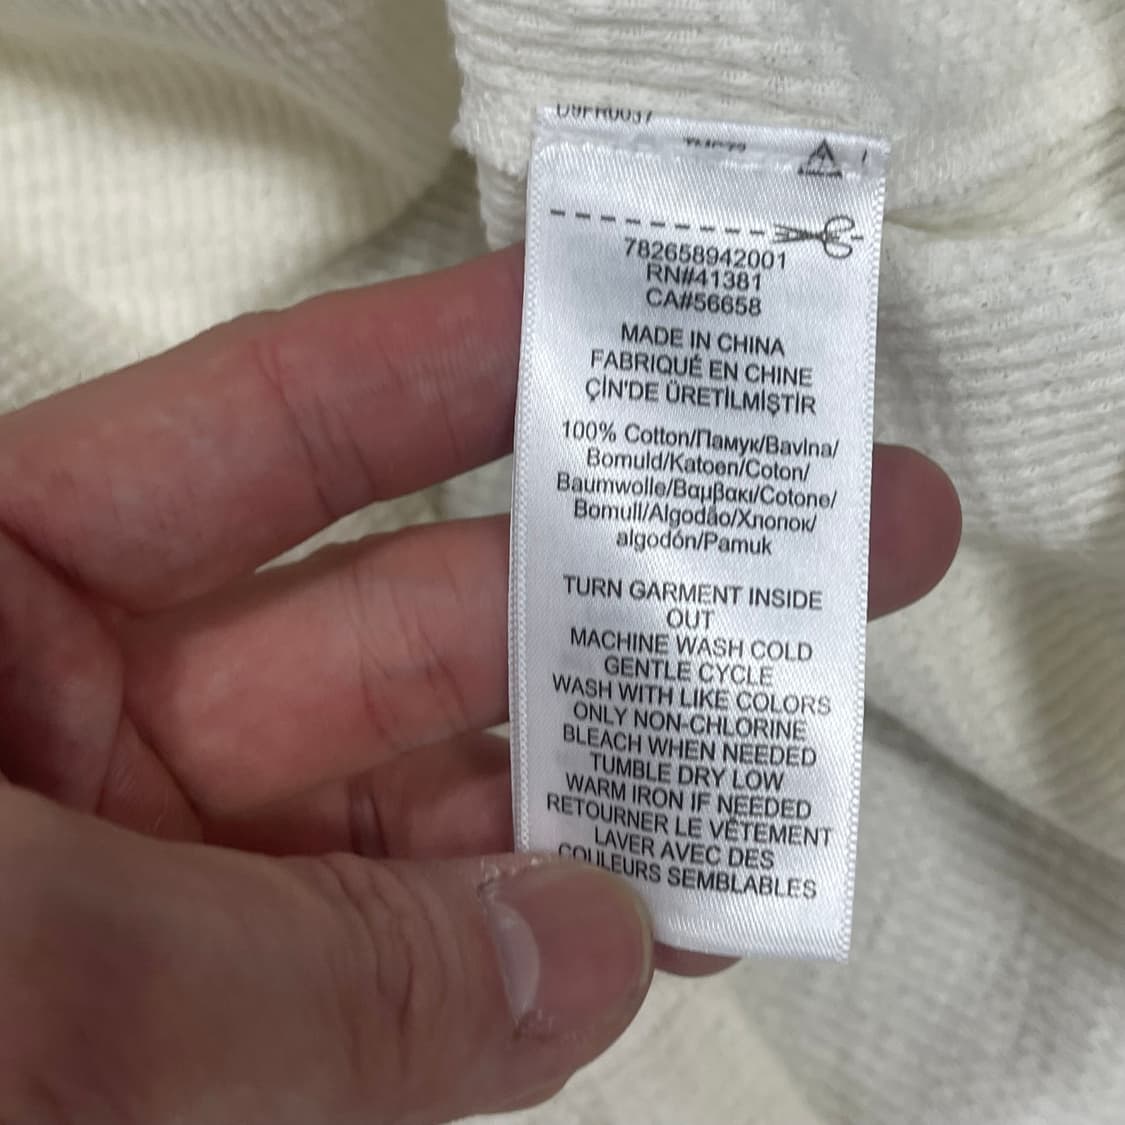 D9FR0037
782658942001
RN#41381
CA#56658
MADE IN CHINA
FABRIQUÉ EN CHINE
ÇİN'DE ÜRETİLMİŞTİR
100% Cotton/Памук/Bavlna/
Bomuld/Katoen/Coton/
Baumwolle/Βαμβακι/Cotone/
Bomull/Algodão/Хлопок/
algodón/Pamuk
TURN GARMENT INSIDE
OUT
MACHINE WASH COLD
GENTLE CYCLE
WASH WITH LIKE COLORS
ONLY NON-CHLORINE
BLEACH WHEN NEEDED
TUMBLE DRY LOW
WARM IRON IF NEEDED
RETOURNER LE VÊTEMENT
LAVER AVEC DES
COULEURS SEMBLABLES